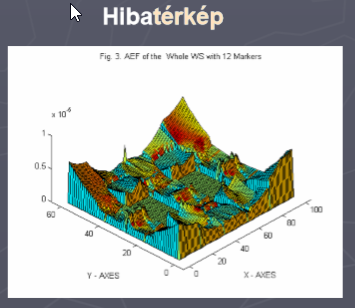 Hibatérkép
Fig. 3. AEF of the Whole WS with 12 Markers
x 10⁻⁶
1
0.5
0
60
40
20
0
0
20
40
60
80
100
Y - AXES
X - AXES